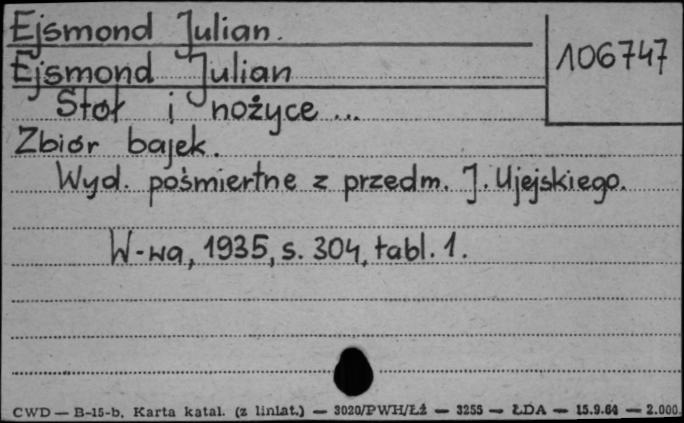 Ejsmond Julian.
106747
Ejsmond Julian
Stół i nożyce ...
Zbiór bajek.
Wyd. pośmiertne z przedm. J. Ujejskiego.
W-wa, 1935, s. 304, tabl. 1.
CWD — B-15-b, Karta katal. (z liniat.) — 3020/PWH/Łź — 3255 — ŁDA — 15.9.64 — 2.000.